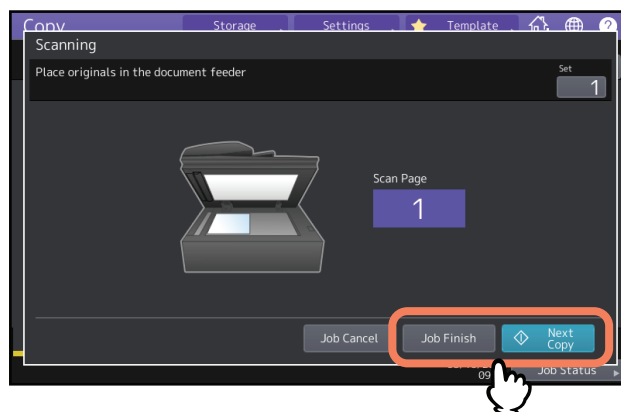 Copy
Storage
Settings
Template
?
Scanning
Place originals in the document feeder
Set
1
Scan Page
1
Job Cancel
Job Finish
Next
Copy
09
Job Status